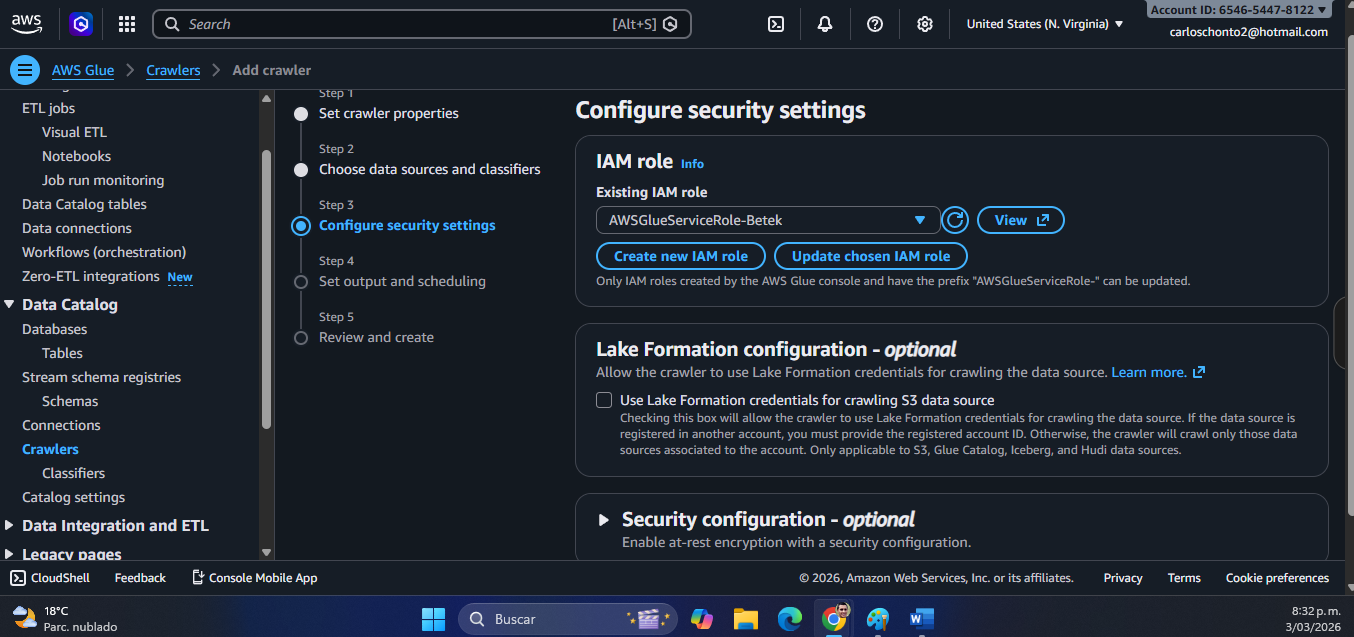 aws
Search
[Alt+S]
United States (N. Virginia)
Account ID: 6546-5447-8122
carloschonto2@hotmail.com
AWS Glue
Crawlers
Add crawler
ETL jobs
Visual ETL
Notebooks
Job run monitoring
Data Catalog tables
Data connections
Workflows (orchestration)
Zero-ETL integrations New
Data Catalog
Databases
Tables
Stream schema registries
Schemas
Connections
Crawlers
Classifiers
Catalog settings
Data Integration and ETL
Legacy pages
Step 1
Set crawler properties
Step 2
Choose data sources and classifiers
Step 3
Configure security settings
Step 4
Set output and scheduling
Step 5
Review and create
Configure security settings
IAM role Info
Existing IAM role
AWSGlueServiceRole-Betek
View
Create new IAM role
Update chosen IAM role
Only IAM roles created by the AWS Glue console and have the prefix "AWSGlueServiceRole-" can be updated.
Lake Formation configuration - optional
Allow the crawler to use Lake Formation credentials for crawling the data source. Learn more.
Use Lake Formation credentials for crawling S3 data source
Checking this box will allow the crawler to use Lake Formation credentials for crawling the data source. If the data source is
registered in another account, you must provide the registered account ID. Otherwise, the crawler will crawl only those data
sources associated to the account. Only applicable to S3, Glue Catalog, Iceberg, and Hudi data sources.
Security configuration - optional
Enable at-rest encryption with a security configuration.
CloudShell
Feedback
Console Mobile App
© 2026, Amazon Web Services, Inc. or its affiliates.
Privacy
Terms
Cookie preferences
18°C
Parc. nublado
Buscar
8:32 p.m.
3/03/2026